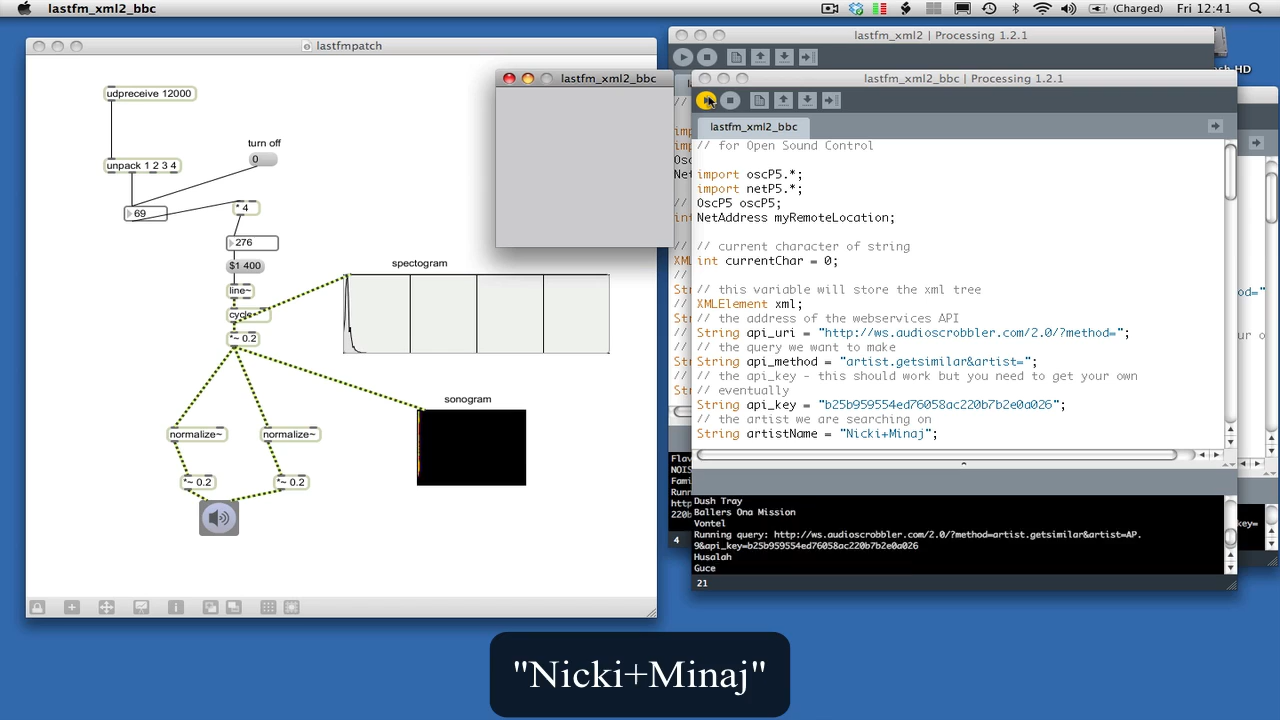 lastfm_xml2_bbc
(Charged)
Fri 12:41
lastfmpatch
udpreceive 12000
unpack 1 2 3 4
turn off
0
69
* 4
276
$1 400
line~
cycle~
*~ 0.2
spectogram
sonogram
normalize~
normalize~
*~ 0.2
*~ 0.2
lastfm_xml2_bbc
lastfm_xml2 | Processing 1.2.1
lastfm_xml2_bbc | Processing 1.2.1
lastfm_xml2_bbc
// for Open Sound Control
import oscP5.*;
import netP5.*;
OscP5 oscP5;
NetAddress myRemoteLocation;
// current character of string
int currentChar = 0;
// this variable will store the xml tree
XMLElement xml;
// the address of the webservices API
String api_uri = "http://ws.audioscrobbler.com/2.0/?method=";
// the query we want to make
String api_method = "artist.getsimilar&artist=";
// the api_key - this should work but you need to get your own
eventually
String api_key = "b25b959554ed76058ac220b7b2e0a026";
// the artist we are searching on
String artistName = "Nicki+Minaj";
Dush Tray
Ballers Ona Mission
Vontel
Running query: http://ws.audioscrobbler.com/2.0/?method=artist.getsimilar&artist=AP.
9&api_key=b25b959554ed76058ac220b7b2e0a026
Husalah
Guce
21
4
"Nicki+Minaj"